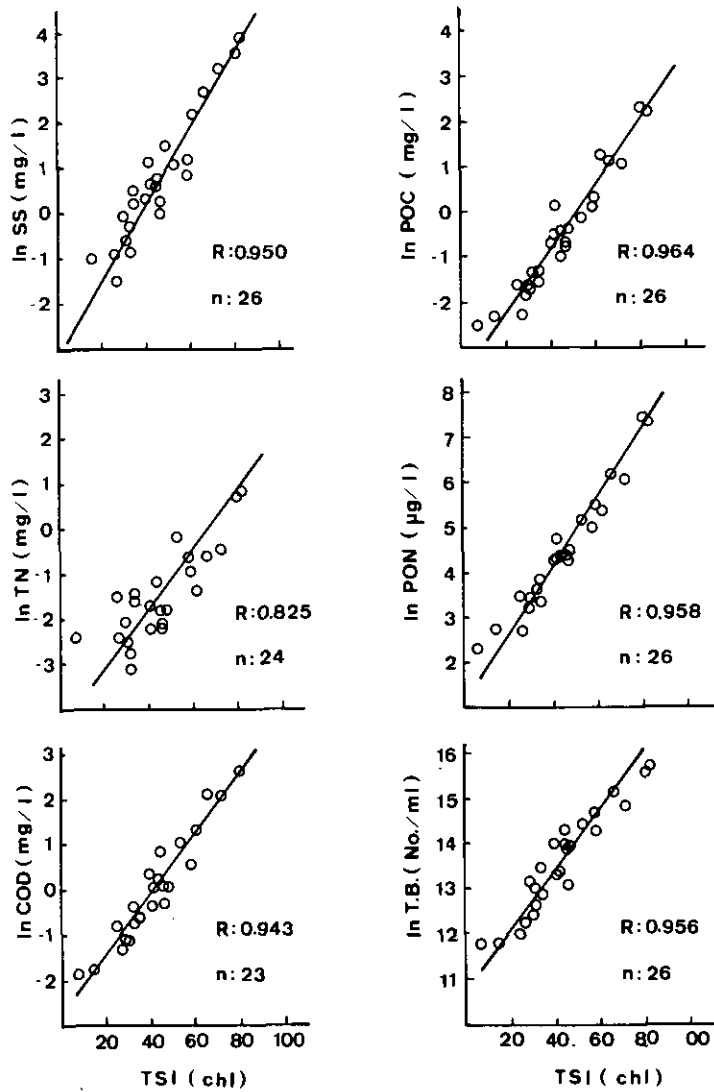 ln SS (mg/l)
4
3
2
1
0
-1
-2
R:0.950
n: 26
ln POC (mg/l)
4
3
2
1
0
-1
-2
R:0.964
n: 26
ln TN (mg/l)
3
2
1
0
-1
-2
-3
R:0.825
n: 24
ln PON (µg/l)
8
7
6
5
4
3
2
R:0.958
n: 26
ln COD (mg/l)
3
2
1
0
-1
-2
R:0.943
n: 23
20 40 60 80 100
TSI (chl)
ln T.B. (No./ml)
16
15
14
13
12
11
R:0.956
n: 26
20 40. 60 80 00
TSI (chl)